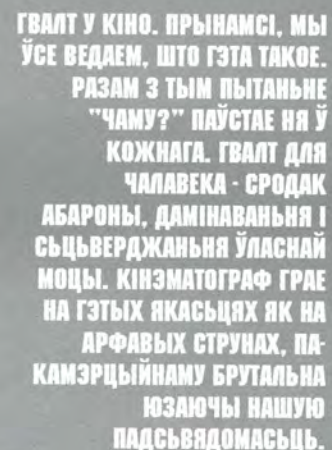 ГВАЛТ У КІНО. ПРЫНАМСІ, МЫ
ЎСЕ ВЕДАЕМ, ШТО ГЭТА ТАКОЕ.
РАЗАМ З ТЫМ ПЫТАНЬНЕ
"ЧАМУ?" ПАЎСТАЕ НЯ Ў
КОЖНАГА. ГВАЛТ ДЛЯ
ЧАЛАВЕКА - СРОДАК
АБАРОНЫ, ДАМІНАВАНЬНЯ І
СЬЦЬВЕРДЖАНЬНЯ ЎЛАСНАЙ
МОЦЫ. КІНЭМАТОГРАФ ГРАЕ
НА ГЭТЫХ ЯКАСЬЦЯХ ЯК НА
АРФАВЫХ СТРУНАХ, ПА-
КАМЭРЦЫЙНАМУ БРУТАЛЬНА
ЮЗАЮЧЫ НАШУЮ
ПАДСЬВЯДОМАСЬЦЬ.